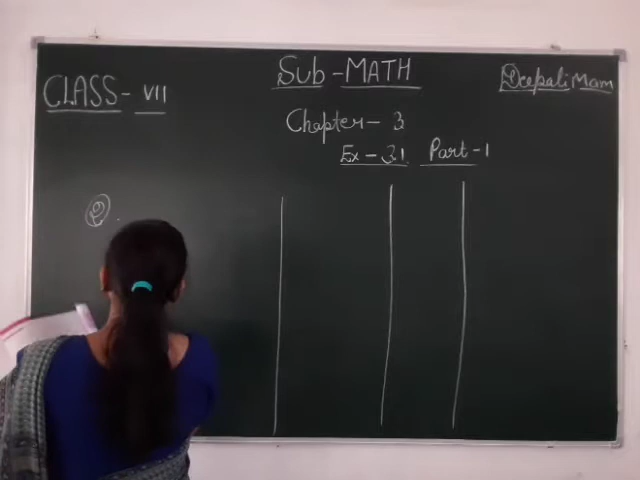 Sub - MATH
CLASS - VII
Deepali Mam
Chapter - 3
Ex - 3.1. Part - 1